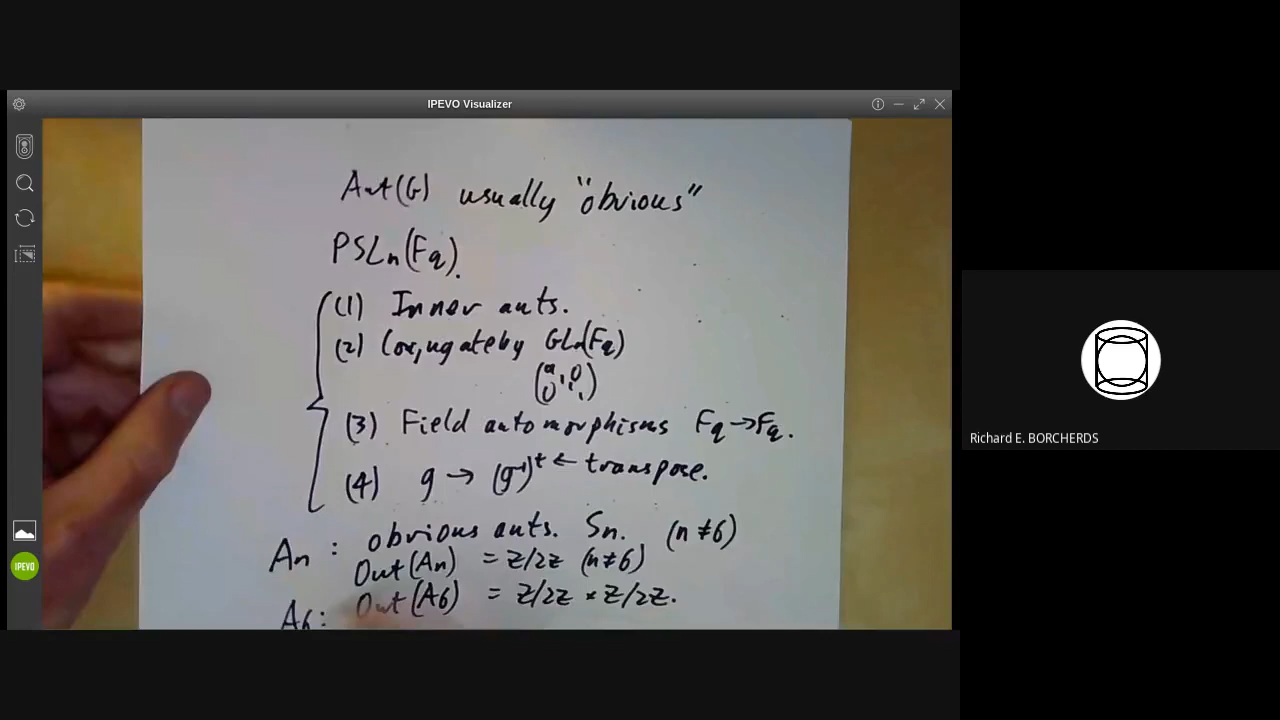 IPEVO Visualizer
Aut(G) usually "obvious"
PSLn(Fq).
(1) Inner auts.
(2) Conjugate by GLn(Fq)
(a 0
0 1 ⋱ 1)
(3) Field automorphisms Fq → Fq.
(4) g → (g⁻¹)ᵗ ← transpose.
An : obvious auts. Sn. (n ≠ 6)
Out(An) = Z/2Z (n ≠ 6)
Out(A6) = Z/2Z × Z/2Z.
A6:
IPEVO
Richard E. BORCHERDS